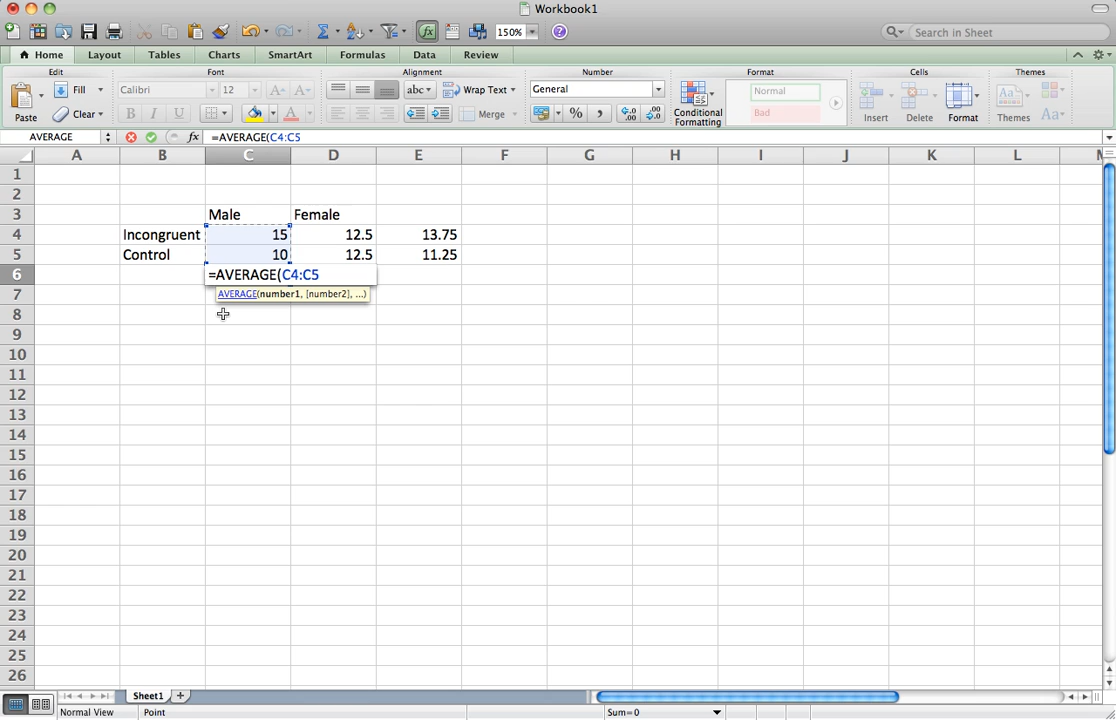 Workbook1
150%
Search in Sheet
Home Layout Tables Charts SmartArt Formulas Data Review
Edit Font Alignment Number Format Cells Themes
Fill Calibri 12 abc Wrap Text General Normal
Paste Clear B I U A Merge % Conditional Formatting Bad Insert Delete Format Themes Aa
AVERAGE fx =AVERAGE(C4:C5
A B C D E F G H I J K L M
1
2
3 Male Female
4 Incongruent 15 12.5 13.75
5 Control 10 12.5 11.25
6 =AVERAGE(C4:C5
7 AVERAGE(number1, [number2], ...)
8
9
10
11
12
13
14
15
16
17
18
19
20
21
22
23
24
25
26
Sheet1
Normal View Point Sum=0